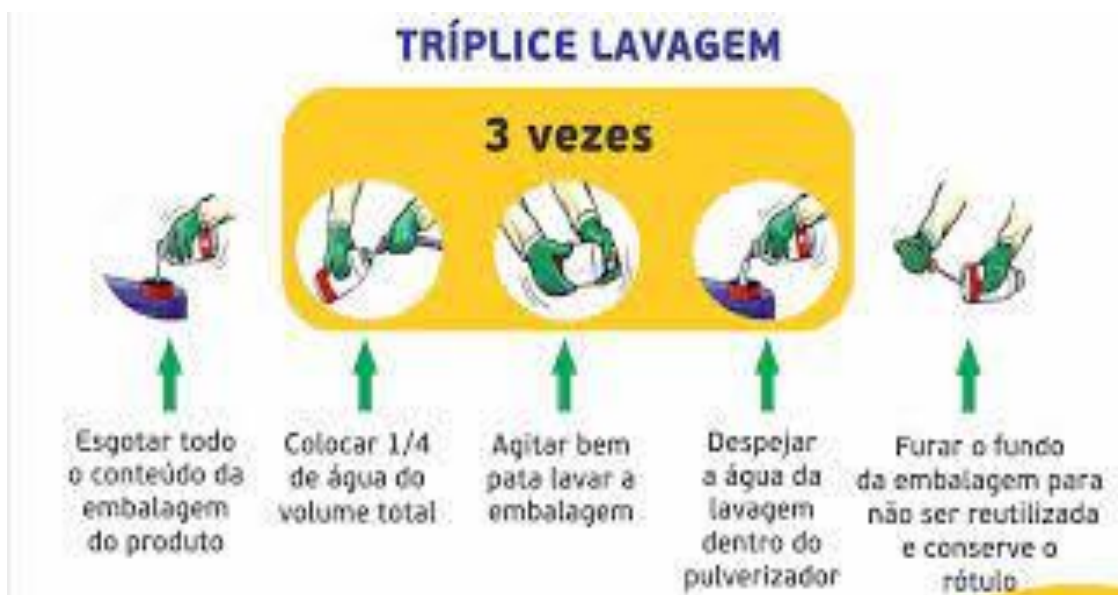 TRÍPLICE LAVAGEM
3 vezes
Esgotar todo
o conteúdo da
embalagem
do produto
Colocar 1/4
de água do
volume total
Agitar bem
pata lavar a
embalagem
Despejar
a água da
lavagem
dentro do
pulverizador
Furar o fundo
da embalagem para
não ser reutilizada
e conserve o
rótulo